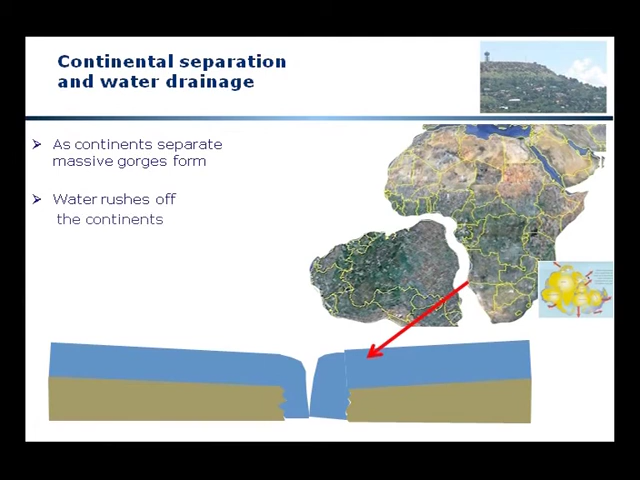 Continental separation
and water drainage
As continents separate
massive gorges form
Water rushes off
the continents